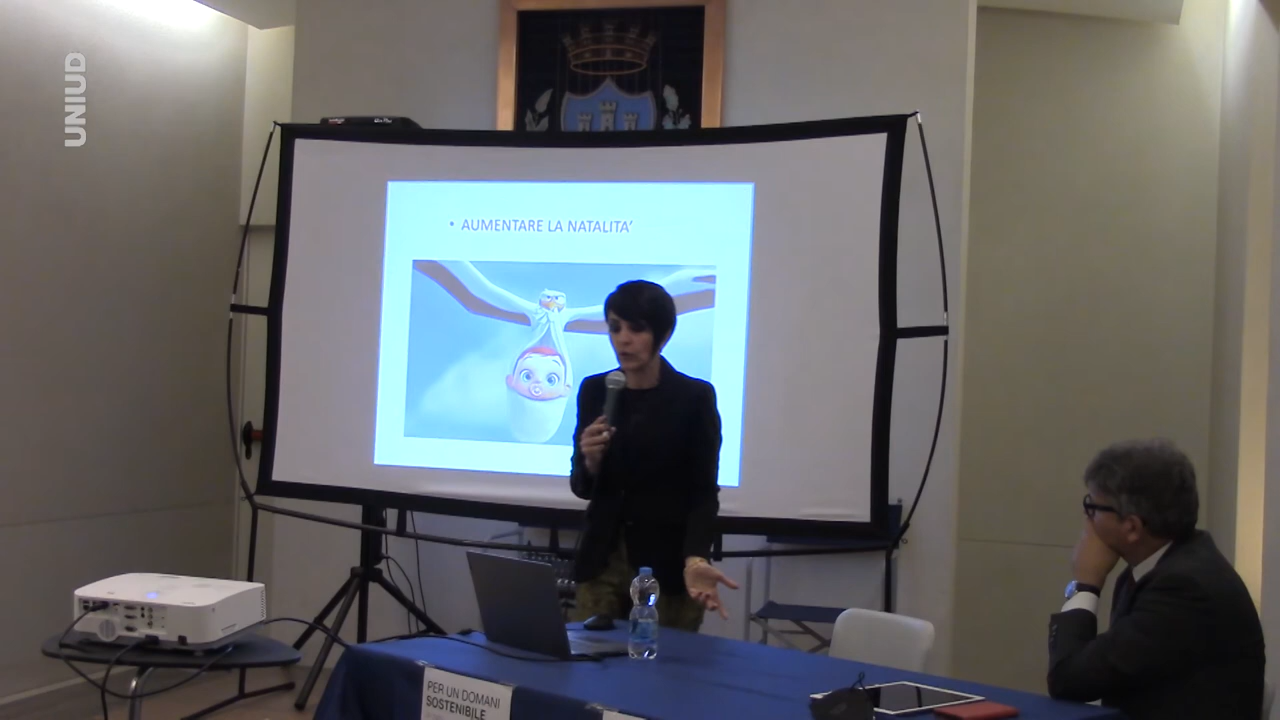 UNIUD
• AUMENTARE LA NATALITA'
PER UN DOMANI
SOSTENIBILE